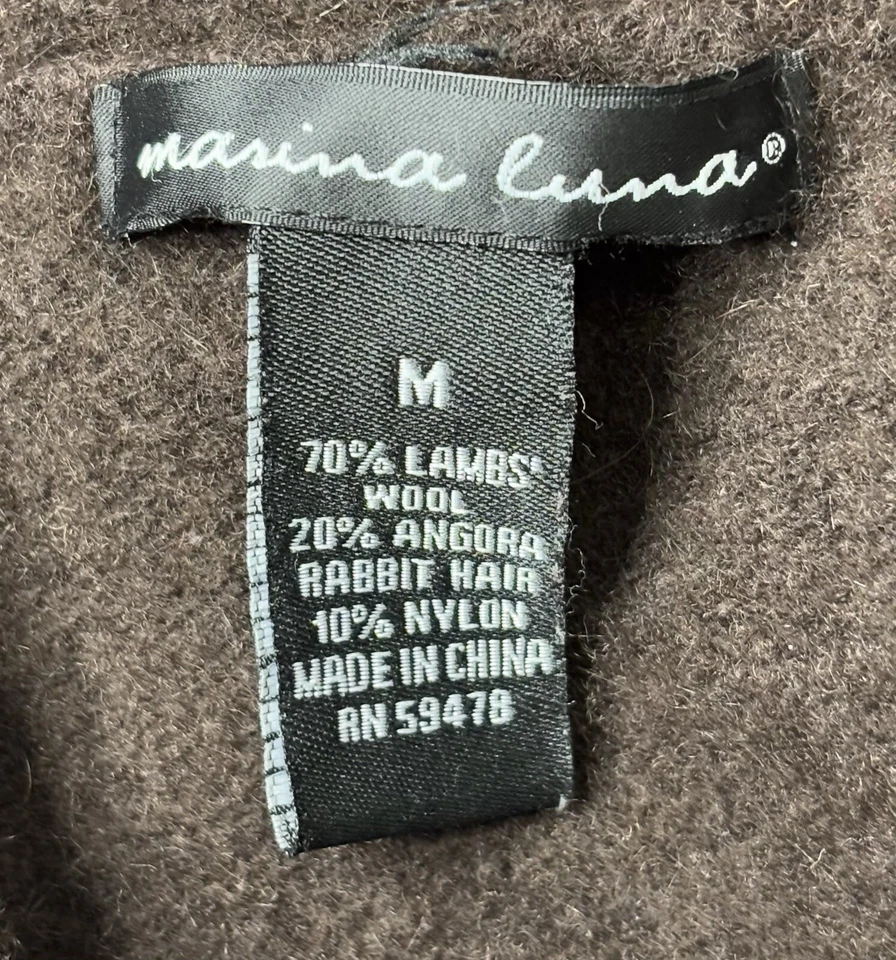 marina luna®
M
70% LAMBS'
WOOL
20% ANGORA
RABBIT HAIR
10% NYLON
MADE IN CHINA
RN 59478